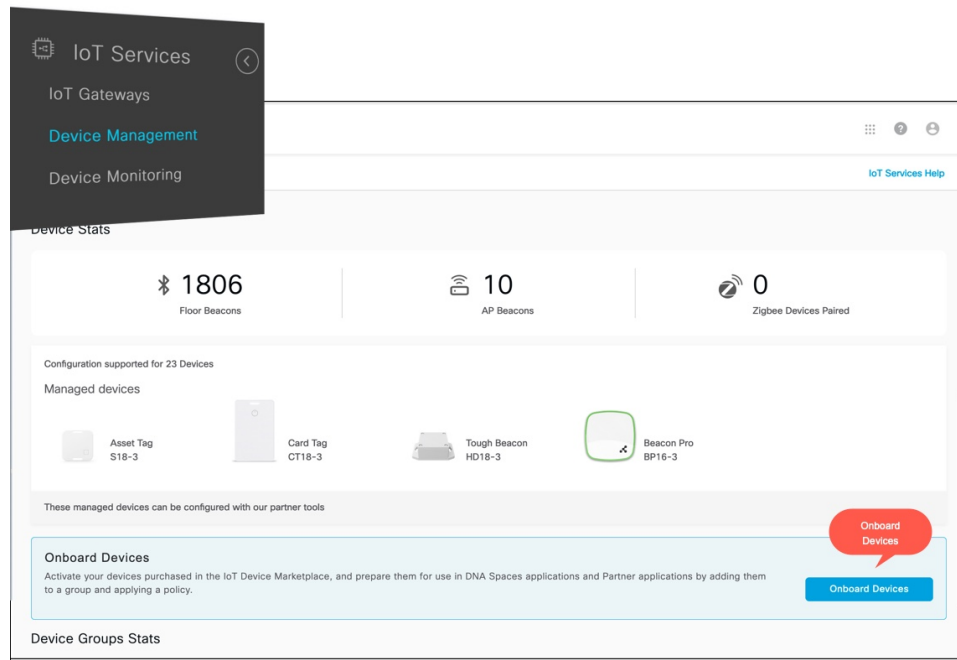 IoT Services
IoT Gateways
Device Management
Device Monitoring
IoT Services Help
Device Stats
1806
Floor Beacons
10
AP Beacons
0
Zigbee Devices Paired
Configuration supported for 23 Devices
Managed devices
Asset Tag
S18-3
Card Tag
CT18-3
Tough Beacon
HD18-3
Beacon Pro
BP16-3
These managed devices can be configured with our partner tools
Onboard
Devices
Onboard Devices
Activate your devices purchased in the IoT Device Marketplace, and prepare them for use in DNA Spaces applications and Partner applications by adding them
to a group and applying a policy.
Onboard Devices
Device Groups Stats